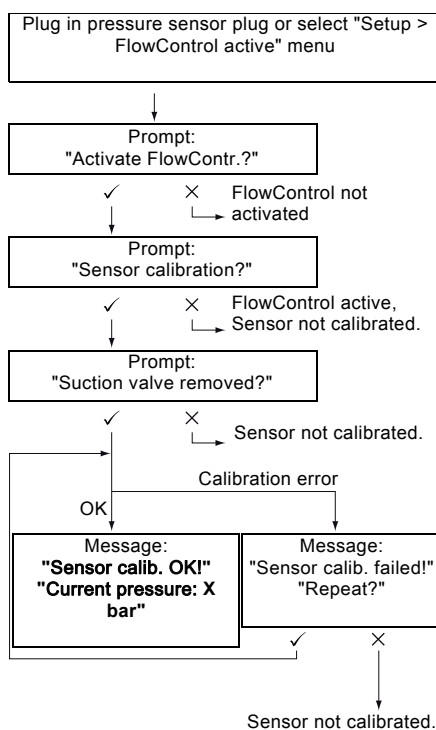 Plug in pressure sensor plug or select "Setup >
FlowControl active" menu
Prompt:
"Activate FlowContr.?"
✓ ✕ FlowControl not
activated
Prompt:
"Sensor calibration?"
✓ ✕ FlowControl active,
Sensor not calibrated.
Prompt:
"Suction valve removed?"
✓ ✕
Sensor not calibrated.
Calibration error
OK
Message:
"Sensor calib. OK!"
"Current pressure: X
bar"
Message:
"Sensor calib. failed!"
"Repeat?"
✓ ✕
Sensor not calibrated.